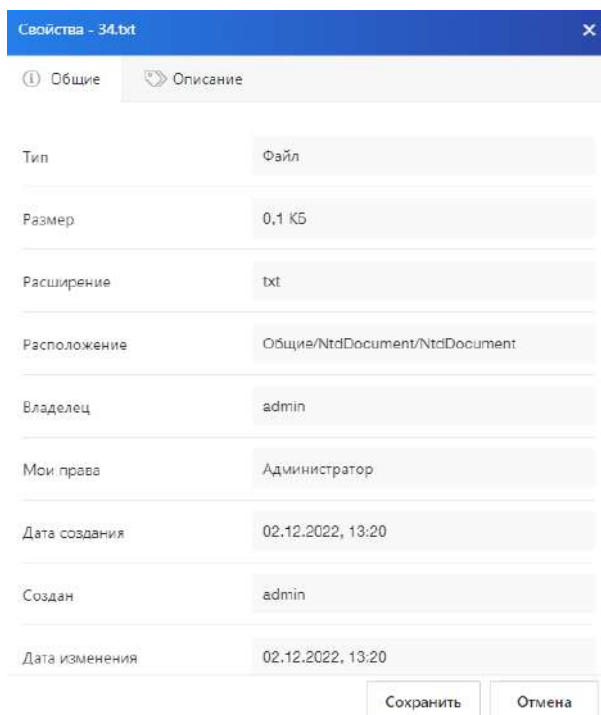 Свойства - 34.txt
Общие Описание
Тип Файл
Размер 0,1 КБ
Расширение txt
Расположение Общие/NtdDocument/NtdDocument
Владелец admin
Мои права Администратор
Дата создания 02.12.2022, 13:20
Создан admin
Дата изменения 02.12.2022, 13:20
Сохранить Отмена